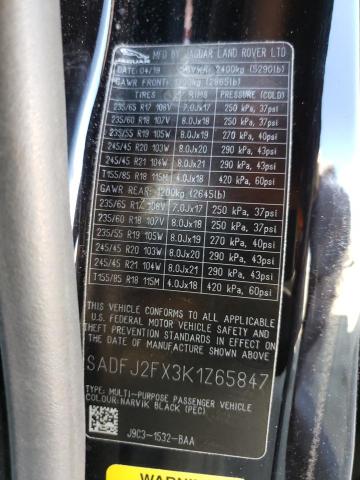 JAGUAR
MFD BY JAGUAR LAND ROVER LTD
DATE: 04/19 GVWR: 2400kg (5290lb)
GAWR FRONT: 1300kg (2865lb)
TIRES RIMS PRESSURE (COLD)
235/65 R17 108V 7.0Jx17 250 kPa, 37psi
235/60 R18 107V 8.0Jx18 250 kPa, 37psi
235/55 R19 105W 8.0Jx19 270 kPa, 40psi
245/45 R20 103W 8.0Jx20 290 kPa, 43psi
245/45 R21 104W 8.0Jx21 290 kPa, 43psi
T155/85 R18 115M 4.0Jx18 420 kPa, 60psi
GAWR REAR: 1200kg (2645lb)
235/65 R17 108V 7.0Jx17 250 kPa, 37psi
235/60 R18 107V 8.0Jx18 250 kPa, 37psi
235/55 R19 105W 8.0Jx19 270 kPa, 40psi
245/45 R20 103W 8.0Jx20 290 kPa, 43psi
245/45 R21 104W 8.0Jx21 290 kPa, 43psi
T155/85 R18 115M 4.0Jx18 420 kPa, 60psi
THIS VEHICLE CONFORMS TO ALL APPLICABLE
U.S. FEDERAL MOTOR VEHICLE SAFETY
AND THEFT PREVENTION STANDARDS IN EFFECT
ON THE DATE OF MANUFACTURE SHOWN ABOVE
SADFJ2FX3K1Z65847
TYPE: MULTI-PURPOSE PASSENGER VEHICLE
COLOUR: NARVIK BLACK (PEC)
J9C3-1532-BAA
WARNING